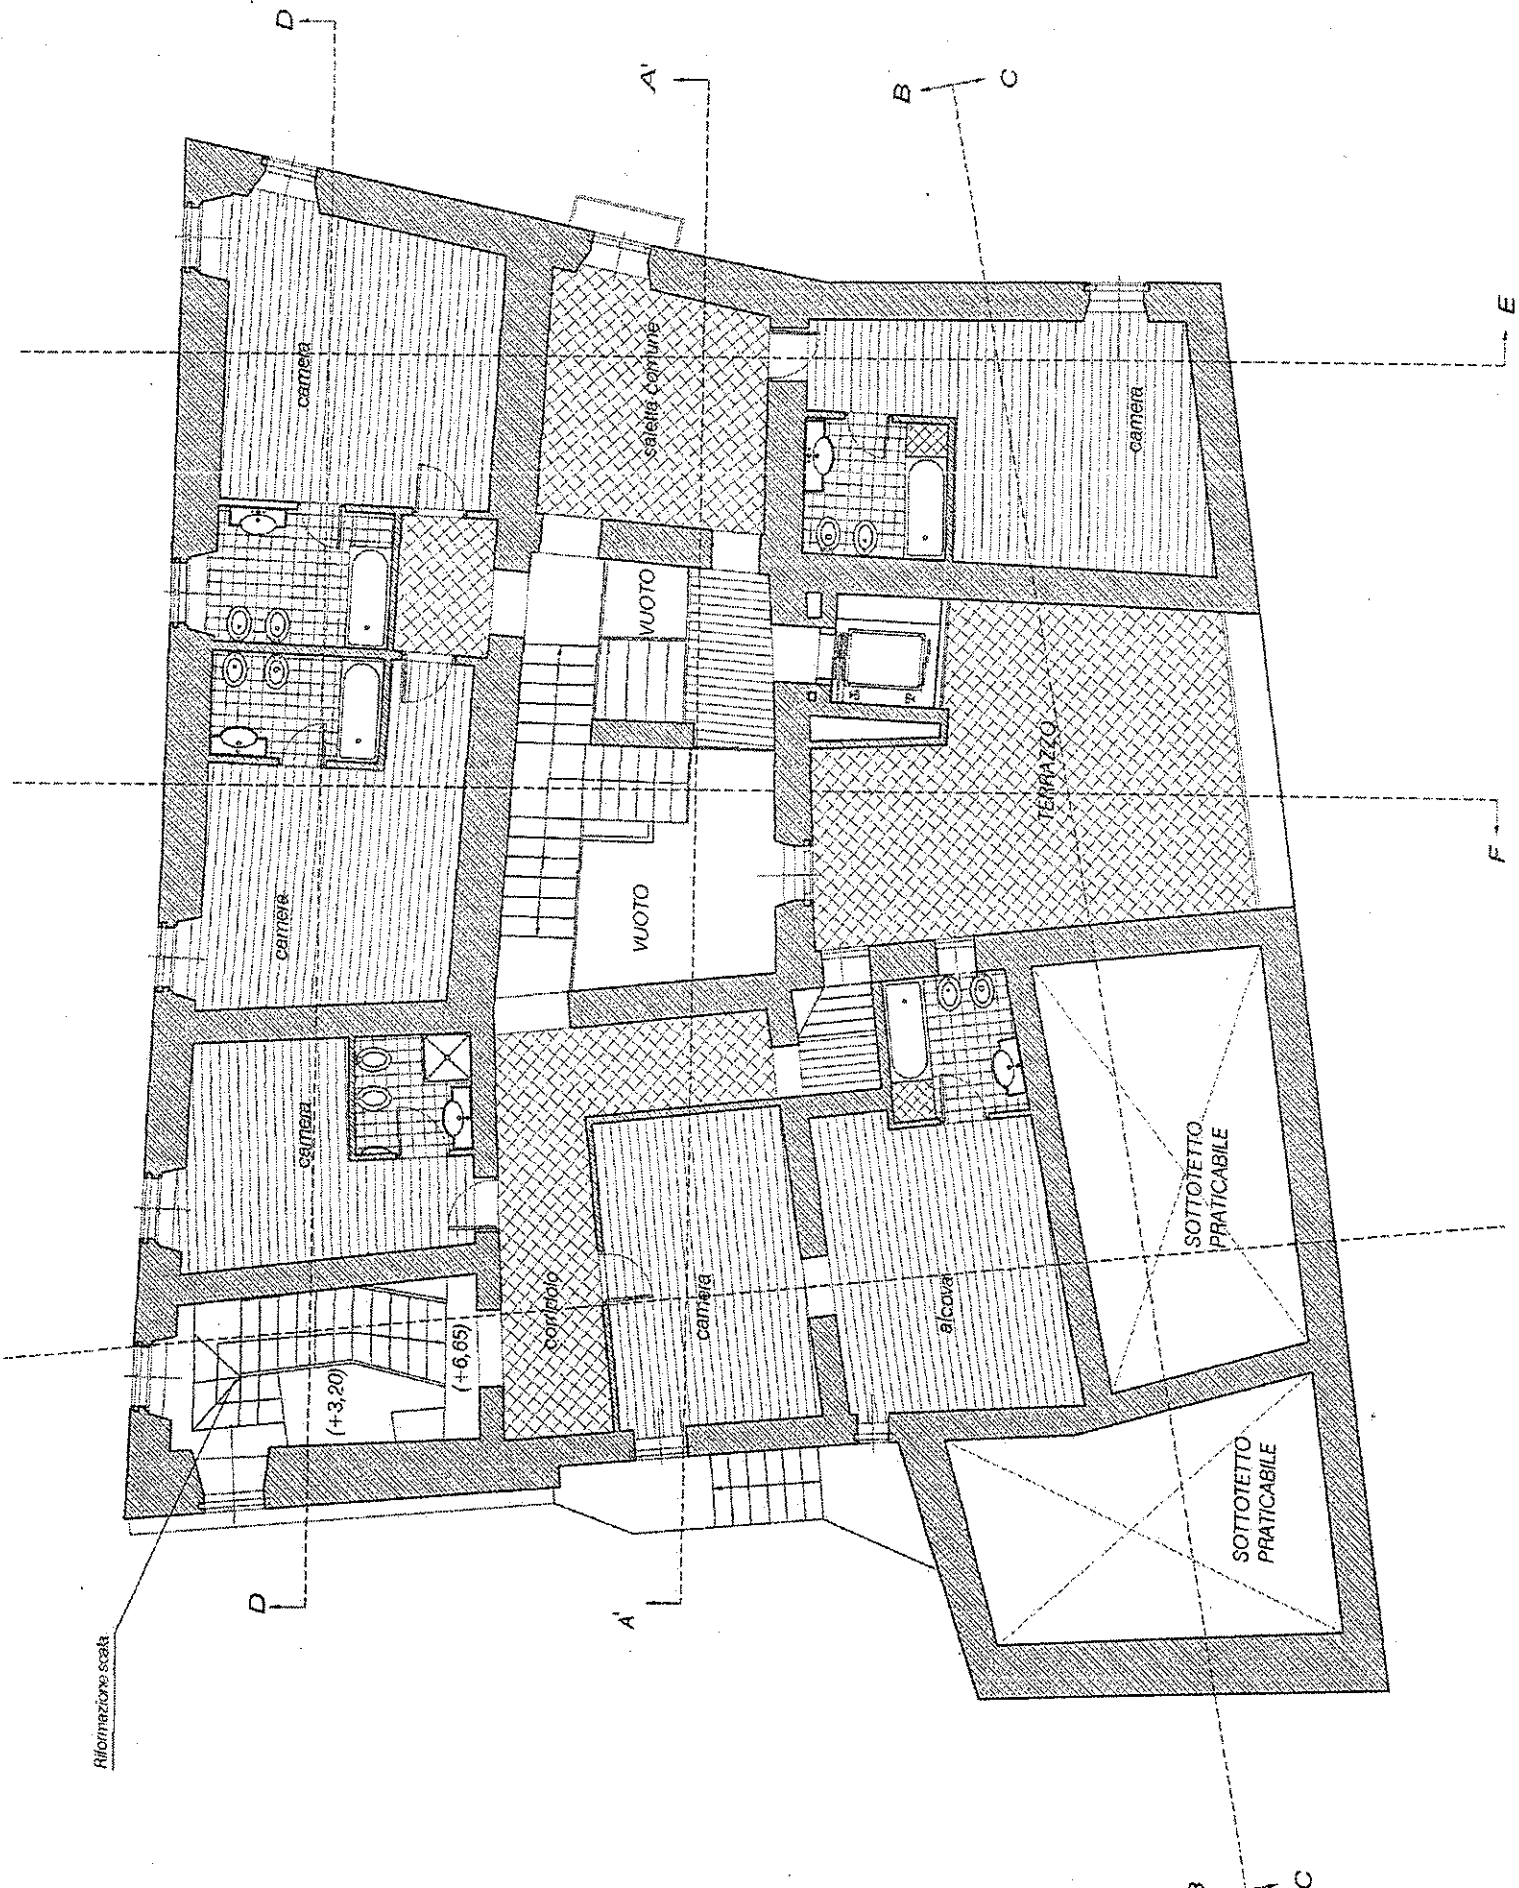 D
A'
B
C
camera
saletta comune
camera
E
VUOTO
TERRAZZO
camera
VUOTO
F
camera
SOTTOTETTO
PRATICABILE
corridoio
camera
alcova
(+3,20)
(+6,65)
SOTTOTETTO
PRATICABILE
D
A'
Riformazione scala
B
C